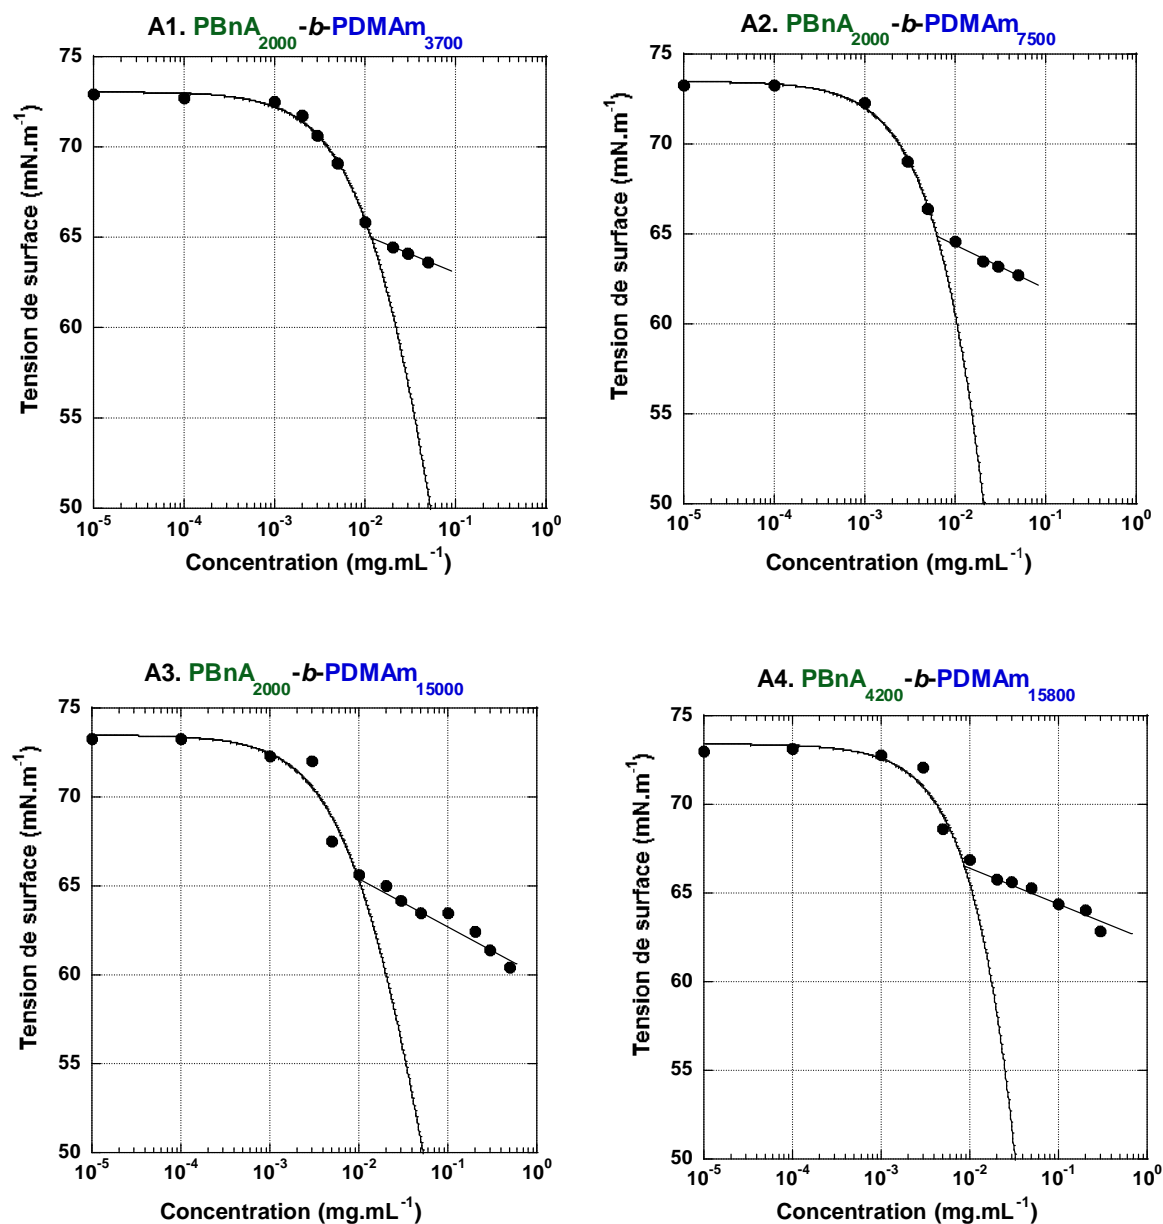 A1. PBnA2000-b-PDMAm3700
75
70
65
60
55
50
Tension de surface (mN.m-1)
10-5 10-4 10-3 10-2 10-1 100
Concentration (mg.mL-1)
A2. PBnA2000-b-PDMAm7500
75
70
65
60
55
50
Tension de surface (mN.m-1)
10-5 10-4 10-3 10-2 10-1 100
Concentration (mg.mL-1)
A3. PBnA2000-b-PDMAm15000
75
70
65
60
55
50
Tension de surface (mN.m-1)
10-5 10-4 10-3 10-2 10-1 100
Concentration (mg.mL-1)
A4. PBnA4200-b-PDMAm15800
75
70
65
60
55
50
Tension de surface (mN.m-1)
10-5 10-4 10-3 10-2 10-1 100
Concentration (mg.mL-1)